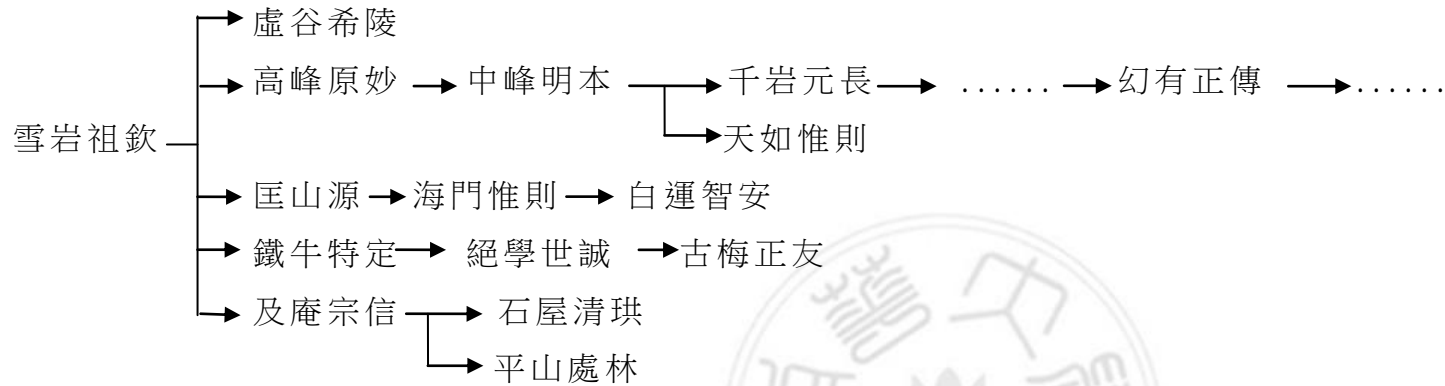 虛谷希陵
高峰原妙 中峰明本 千岩元長 ...... 幻有正傳 ......
天如惟則
雪岩祖欽
匡山源 海門惟則 白運智安
鐵牛特定 絕學世誠 古梅正友
及庵宗信 石屋清珙
平山處林